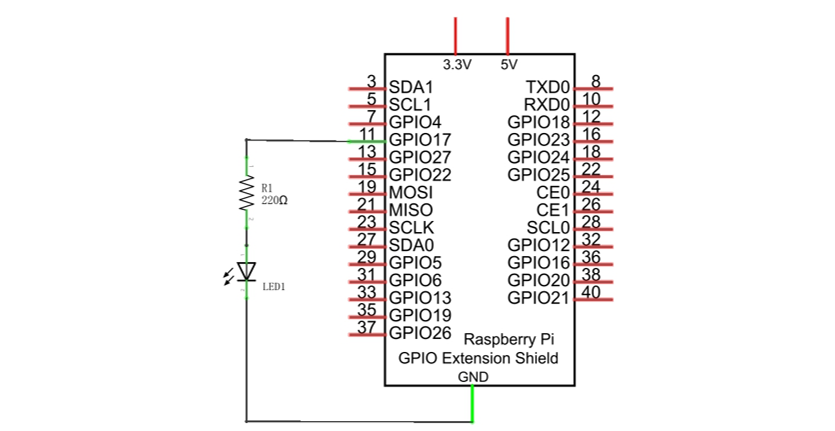 3.3V 5V
3 SDA1 TXD0 8
5 SCL1 RXD0 10
7 GPIO4 GPIO18 12
11 GPIO17 GPIO23 16
13 GPIO27 GPIO24 18
15 GPIO22 GPIO25 22
19 MOSI CE0 24
21 MISO CE1 26
23 SCLK SCL0 28
27 SDA0 GPIO12 32
29 GPIO5 GPIO16 36
31 GPIO6 GPIO20 38
33 GPIO13 GPIO21 40
35 GPIO19
37 GPIO26
Raspberry Pi
GPIO Extension Shield
GND
R1
220Ω
LED1